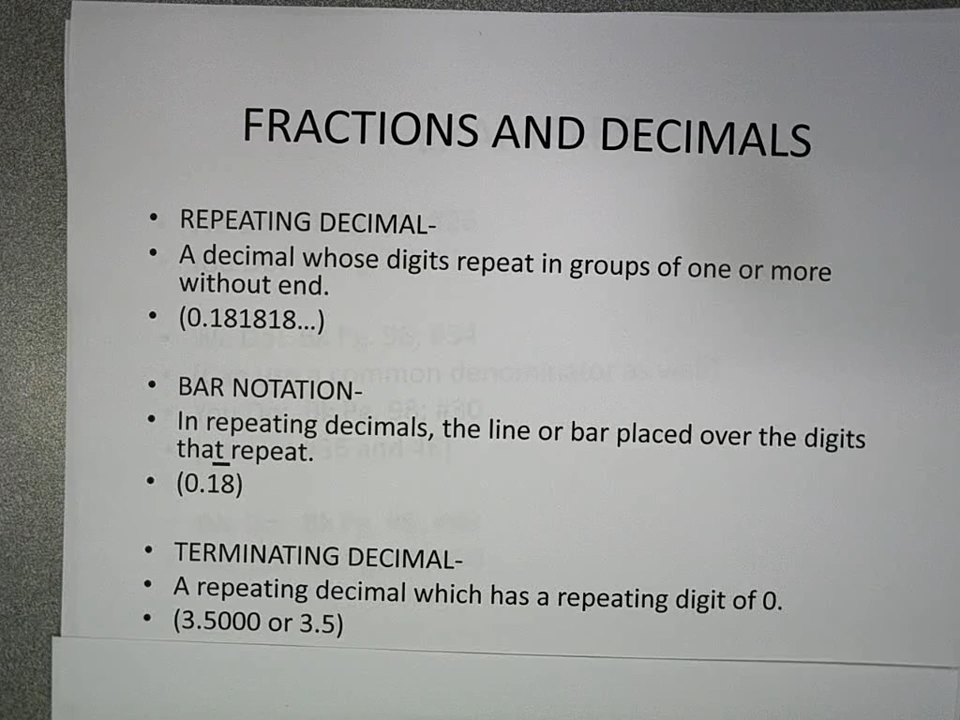 FRACTIONS AND DECIMALS
• REPEATING DECIMAL-
• A decimal whose digits repeat in groups of one or more
without end.
• (0.181818...)
• BAR NOTATION-
• In repeating decimals, the line or bar placed over the digits
that repeat.
• (0.1̅8̅)
• TERMINATING DECIMAL-
• A repeating decimal which has a repeating digit of 0.
• (3.5000 or 3.5)